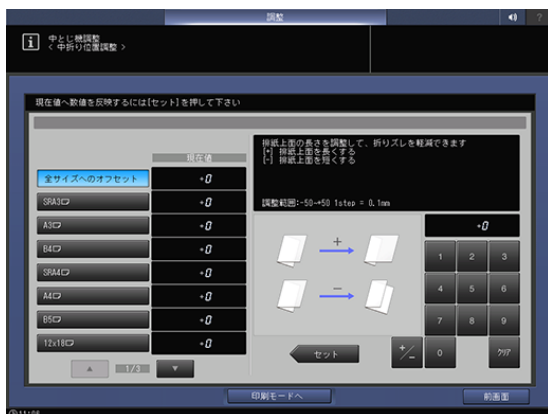 調整
?
i
中とじ機調整
< 中折り位置調整 >
現在値へ数値を反映するには[セット]を押して下さい
現在値
全サイズへのオフセット
+0
SRA3
+0
A3
+0
B4
+0
SRA4
+0
A4
+0
B5
+0
12x18
+0
1/3
排紙上面の長さを調整して、折りズレを軽減できます
[+] 排紙上面を長くする
[-] 排紙上面を短くする
調整範囲:-50~+50 1step = 0.1mm
+
−
+0
1 2 3
4 5 6
7 8 9
+/- 0 クリア
セット
印刷モードへ
前画面